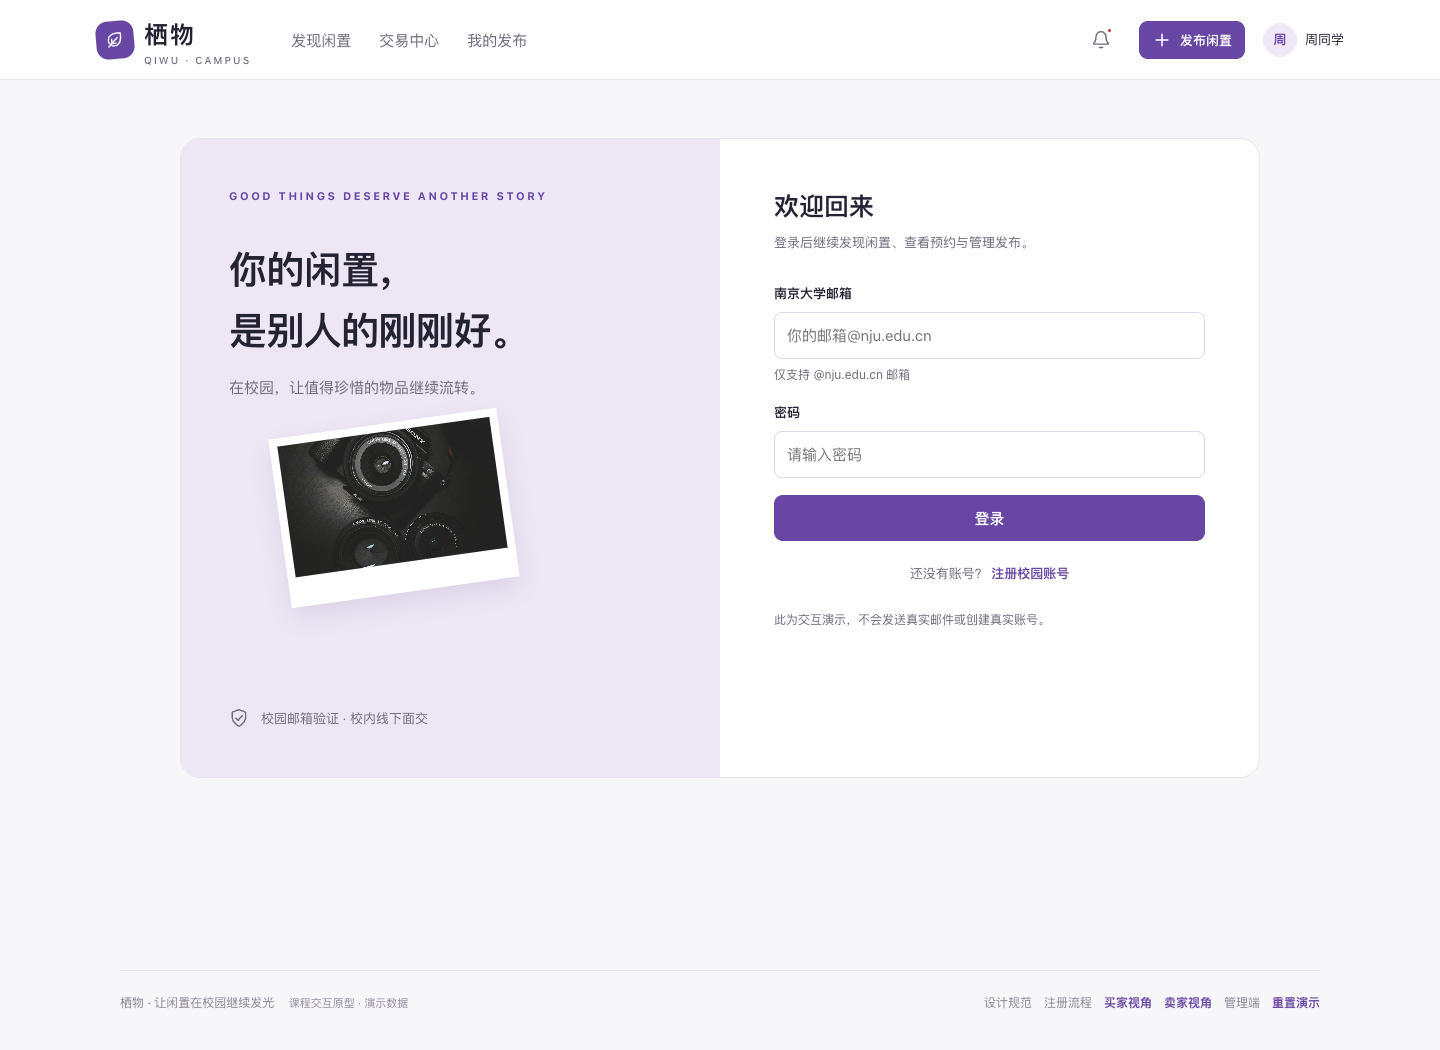 栖物
QIWU · CAMPUS
发现闲置
交易中心
我的发布
发布闲置
周
周同学
GOOD THINGS DESERVE ANOTHER STORY
你的闲置，
是别人的刚刚好。
在校园，让值得珍惜的物品继续流转。
SONY
校园邮箱验证 · 校内线下面交
欢迎回来
登录后继续发现闲置、查看预约与管理发布。
南京大学邮箱
你的邮箱@nju.edu.cn
仅支持 @nju.edu.cn 邮箱
密码
请输入密码
登录
还没有账号？ 注册校园账号
此为交互演示，不会发送真实邮件或创建真实账号。
栖物 · 让闲置在校园继续发光 课程交互原型 · 演示数据
设计规范 注册流程 买家视角 卖家视角 管理端 重置演示